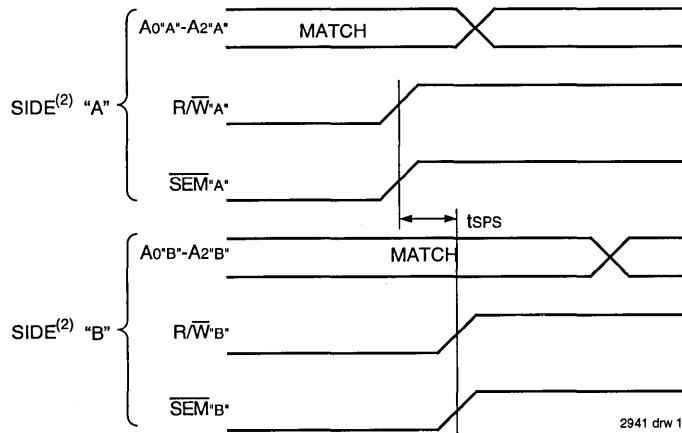 A0"A"-A2"A"
MATCH
SIDE(2) "A"
R/W"A"
SEM"A"
tSPS
A0"B"-A2"B"
MATCH
SIDE(2) "B"
R/W"B"
SEM"B"
2941 drw 1